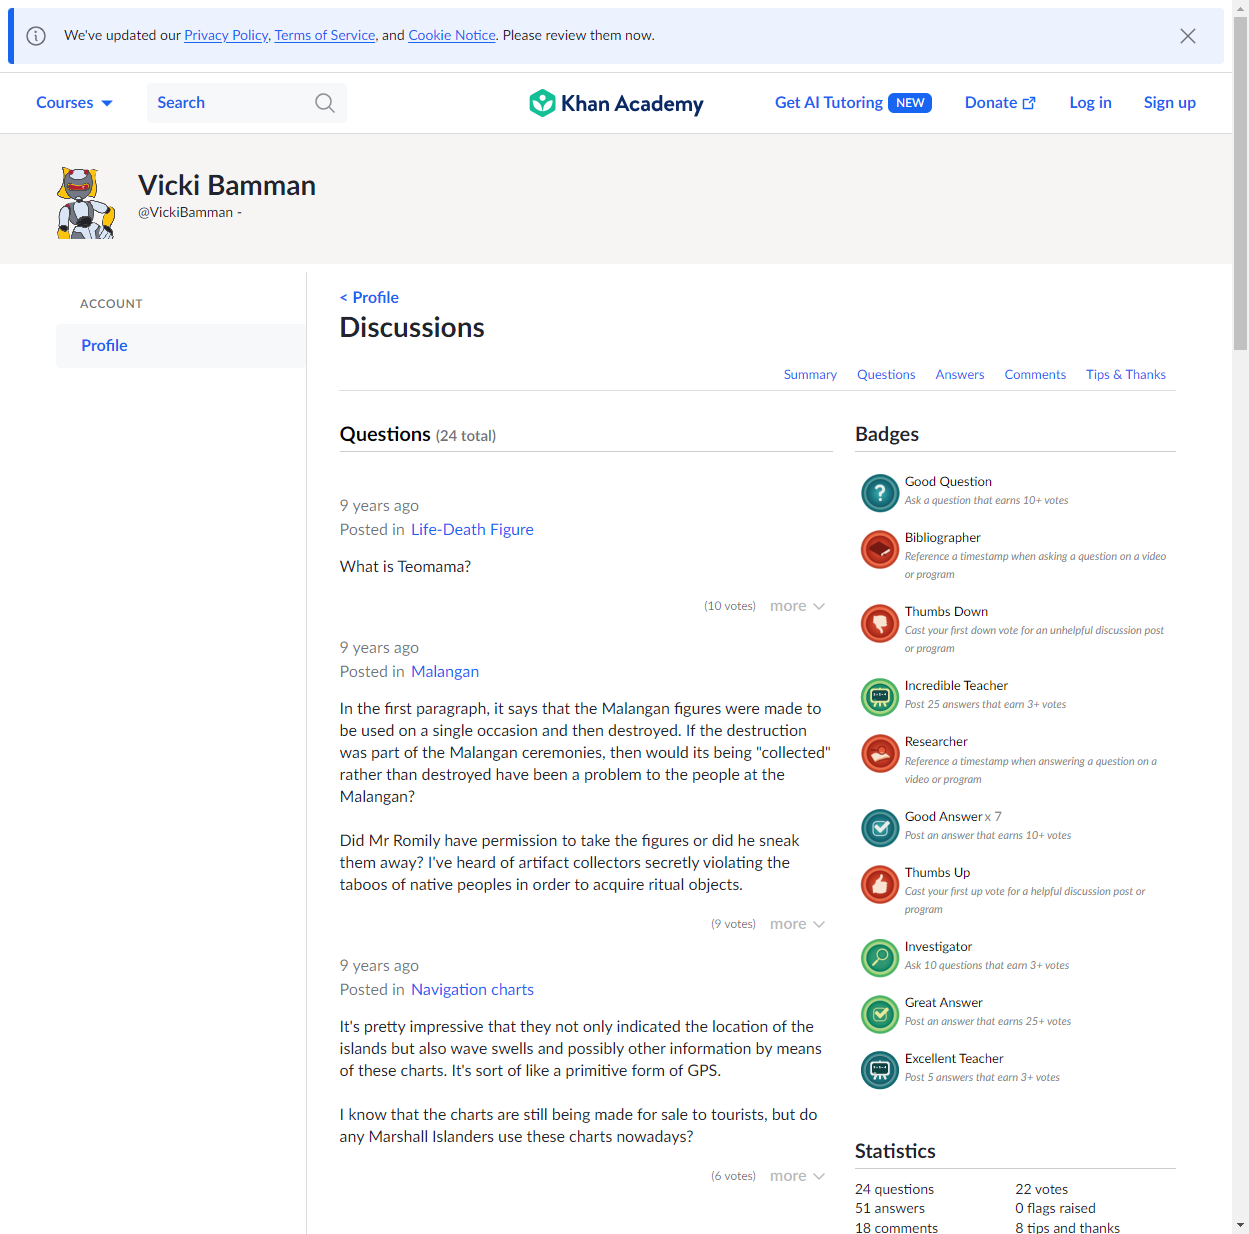 We've updated our Privacy Policy, Terms of Service, and Cookie Notice. Please review them now.
Courses
Search
Khan Academy
Get AI Tutoring NEW
Donate
Log in
Sign up
Vicki Bamman
@VickiBamman -
ACCOUNT
Profile
< Profile
Discussions
Summary
Questions
Answers
Comments
Tips & Thanks
Questions (24 total)
9 years ago
Posted in Life-Death Figure
What is Teomama?
(10 votes) more
9 years ago
Posted in Malangan
In the first paragraph, it says that the Malangan figures were made to
be used on a single occasion and then destroyed. If the destruction
was part of the Malangan ceremonies, then would its being "collected"
rather than destroyed have been a problem to the people at the
Malangan?
Did Mr Romily have permission to take the figures or did he sneak
them away? I've heard of artifact collectors secretly violating the
taboos of native peoples in order to acquire ritual objects.
(9 votes) more
9 years ago
Posted in Navigation charts
It's pretty impressive that they not only indicated the location of the
islands but also wave swells and possibly other information by means
of these charts. It's sort of like a primitive form of GPS.
I know that the charts are still being made for sale to tourists, but do
any Marshall Islanders use these charts nowadays?
(6 votes) more
Badges
Good Question
Ask a question that earns 10+ votes
Bibliographer
Reference a timestamp when asking a question on a video
or program
Thumbs Down
Cast your first down vote for an unhelpful discussion post
or program
Incredible Teacher
Post 25 answers that earn 3+ votes
Researcher
Reference a timestamp when answering a question on a
video or program
Good Answer x 7
Post an answer that earns 10+ votes
Thumbs Up
Cast your first up vote for a helpful discussion post or
program
Investigator
Ask 10 questions that earn 3+ votes
Great Answer
Post an answer that earns 25+ votes
Excellent Teacher
Post 5 answers that earn 3+ votes
Statistics
24 questions
22 votes
51 answers
0 flags raised
18 comments
8 tips and thanks